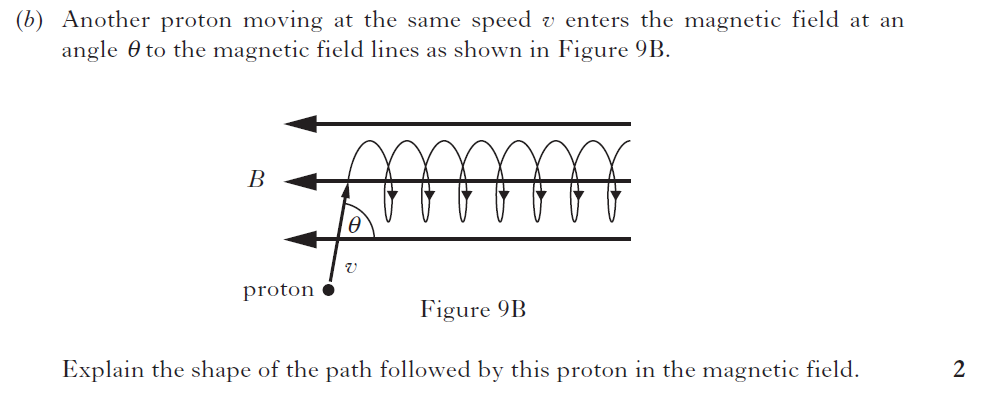 (b) Another proton moving at the same speed v enters the magnetic field at an
angle θ to the magnetic field lines as shown in Figure 9B.
B
θ
v
proton
Figure 9B
Explain the shape of the path followed by this proton in the magnetic field. 2